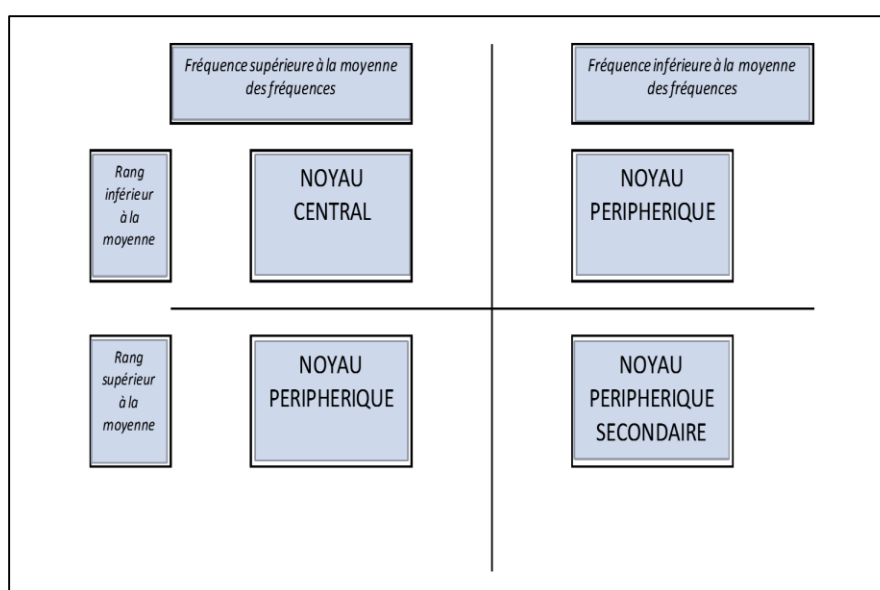 Fréquence supérieure à la moyenne
des fréquences
Fréquence inférieure à la moyenne
des fréquences
Rang
inférieur
à la
moyenne
NOYAU
CENTRAL
NOYAU
PERIPHERIQUE
Rang
supérieur
à la
moyenne
NOYAU
PERIPHERIQUE
NOYAU
PERIPHERIQUE
SECONDAIRE